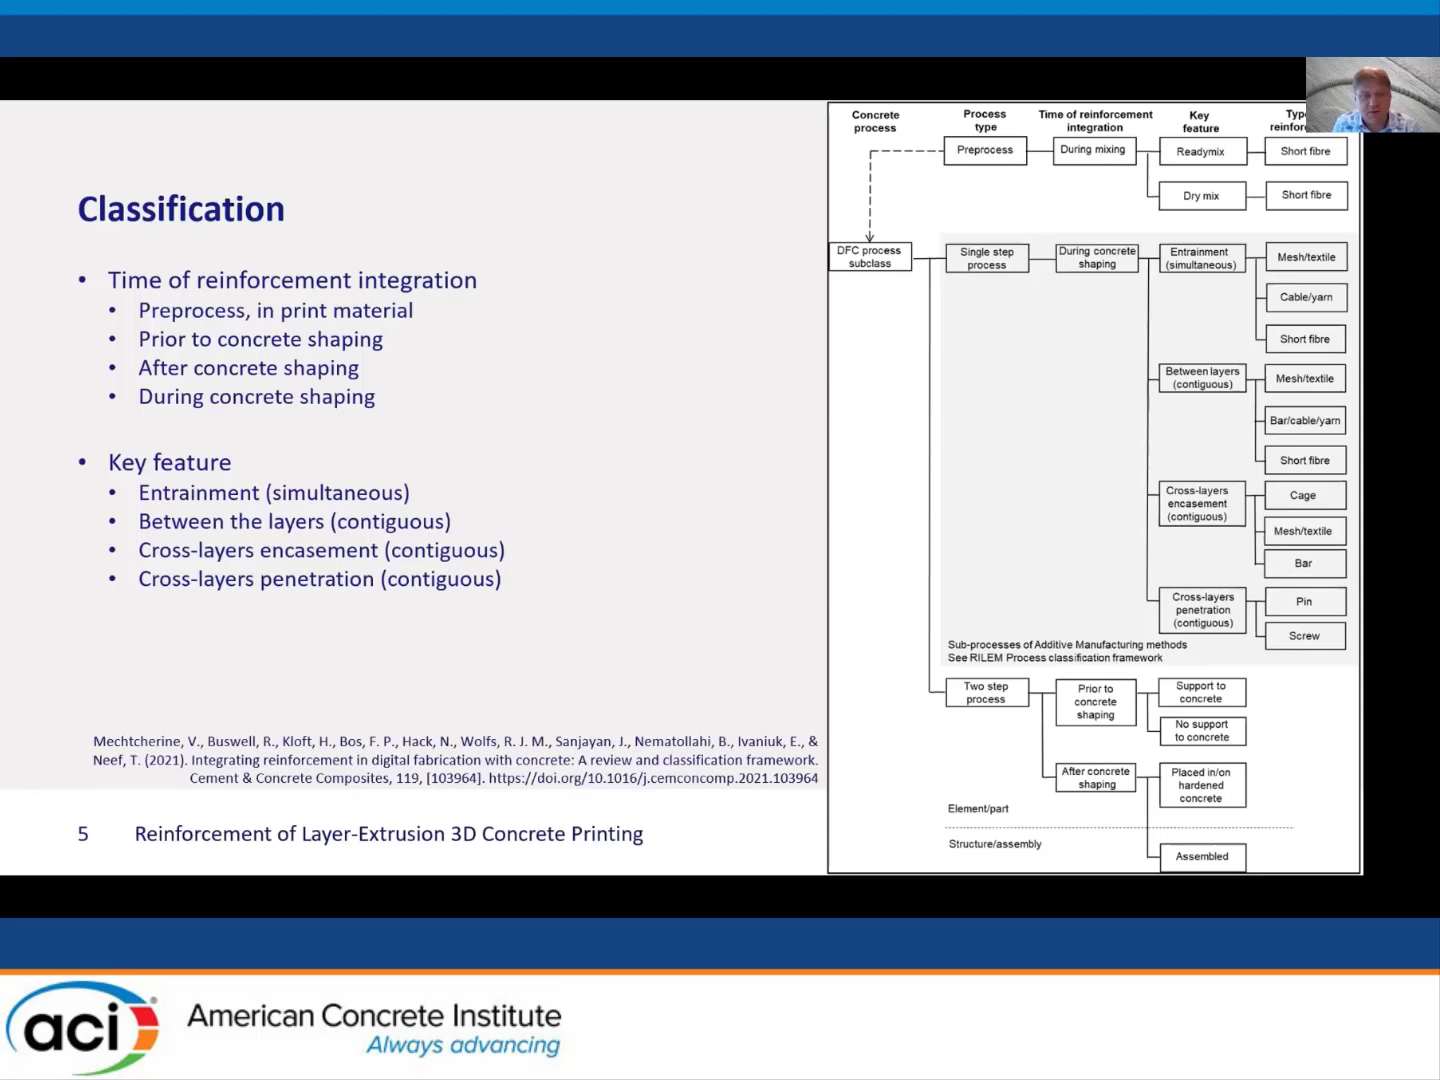 Classification
• Time of reinforcement integration
• Preprocess, in print material
• Prior to concrete shaping
• After concrete shaping
• During concrete shaping
• Key feature
• Entrainment (simultaneous)
• Between the layers (contiguous)
• Cross-layers encasement (contiguous)
• Cross-layers penetration (contiguous)
Mechtcherine, V., Buswell, R., Kloft, H., Bos, F. P., Hack, N., Wolfs, R. J. M., Sanjayan, J., Nematollahi, B., Ivaniuk, E., &
Neef, T. (2021). Integrating reinforcement in digital fabrication with concrete: A review and classification framework.
Cement & Concrete Composites, 119, [103964]. https://doi.org/10.1016/j.cemconcomp.2021.103964
5 Reinforcement of Layer-Extrusion 3D Concrete Printing
Concrete
process
Process
type
Time of reinforcement
integration
Key
feature
Preprocess
During mixing
Readymix
Short fibre
Dry mix
Short fibre
DFC process
subclass
Single step
process
During concrete
shaping
Entrainment
(simultaneous)
Mesh/textile
Cable/yarn
Short fibre
Between layers
(contiguous)
Mesh/textile
Bar/cable/yarn
Short fibre
Cross-layers
encasement
(contiguous)
Cage
Mesh/textile
Bar
Cross-layers
penetration
(contiguous)
Pin
Screw
Sub-processes of Additive Manufacturing methods
See RILEM Process classification framework
Two step
process
Prior to
concrete
shaping
Support to
concrete
No support
to concrete
After concrete
shaping
Placed in/on
hardened
concrete
Element/part
Structure/assembly
Assembled
aci
American Concrete Institute
Always advancing